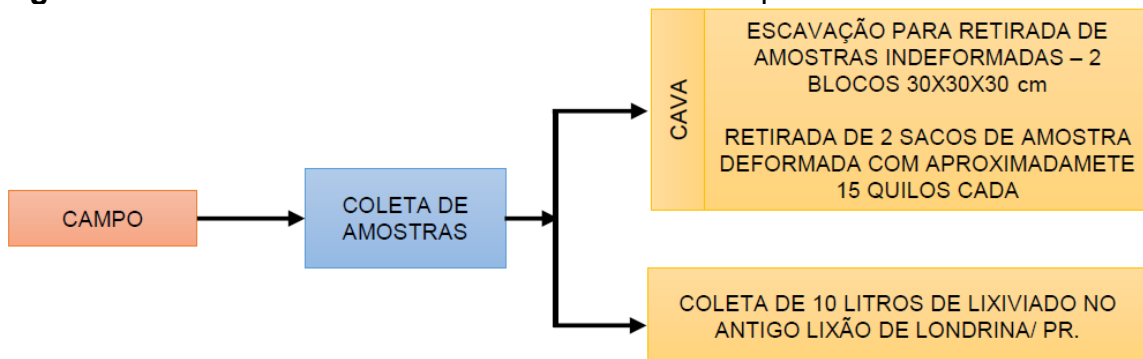 CAMPO
COLETA DE
AMOSTRAS
CAVA
ESCAVAÇÃO PARA RETIRADA DE
AMOSTRAS INDEFORMADAS – 2
BLOCOS 30X30X30 cm
RETIRADA DE 2 SACOS DE AMOSTRA
DEFORMADA COM APROXIMADAMETE
15 QUILOS CADA
COLETA DE 10 LITROS DE LIXIVIADO NO
ANTIGO LIXÃO DE LONDRINA/ PR.